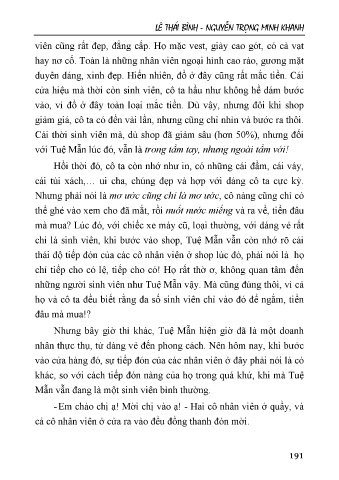 LÊ THÁI BÌNH - NGUYỄN TRỌNG MINH KHANH
viên cũng rất đẹp, đẳng cấp. Họ mặc vest, giày cao gót, có cà vạt
hay nơ cổ. Toàn là những nhân viên ngoại hình cao ráo, gương mặt
duyên dáng, xinh đẹp. Hiển nhiên, đồ ở đây cũng rất mắc tiền. Cái
cửa hiệu mà thời còn sinh viên, cô ta hầu như không hề dám bước
vào, vì đồ ở đây toàn loại mắc tiền. Dù vậy, nhưng đôi khi shop
giảm giá, cô ta có đến vài lần, nhưng cũng chỉ nhìn và bước ra thôi.
Cái thời sinh viên mà, dù shop đã giảm sâu (hơn 50%), nhưng đối
với Tuệ Mẫn lúc đó, vẫn là trong tầm tay, nhưng ngoài tầm với!
Hồi thời đó, cô ta còn nhớ như in, có những cái đầm, cái váy,
cái túi xách,… ui cha, chúng đẹp và hợp với dáng cô ta cực kỳ.
Nhưng phải nói là mơ ước cũng chỉ là mơ ước, cô nàng cũng chỉ có
thể ghé vào xem cho đã mắt, rồi nuốt nước miếng và ra về, tiền đâu
mà mua? Lúc đó, với chiếc xe máy cũ, loại thường, với dáng vẻ rất
chi là sinh viên, khi bước vào shop, Tuệ Mẫn vẫn còn nhớ rõ cái
thái độ tiếp đón của các cô nhân viên ở shop lúc đó, phải nói là họ
chỉ tiếp cho có lệ, tiếp cho có! Họ rất thờ ơ, không quan tâm đến
những người sinh viên như Tuệ Mẫn vậy. Mà cũng đúng thôi, vì cả
họ và cô ta đều biết rằng đa số sinh viên chỉ vào đó để ngắm, tiền
đâu mà mua!?
Nhưng bây giờ thì khác, Tuệ Mẫn hiện giờ đã là một doanh
nhân thực thụ, từ dáng vẻ đến phong cách. Nên hôm nay, khi bước
vào cửa hàng đó, sự tiếp đón của các nhân viên ở đây phải nói là có
khác, so với cách tiếp đón nàng của họ trong quá khứ, khi mà Tuệ
Mẫn vẫn đang là một sinh viên bình thường.
- Em chào chị ạ! Mời chị vào ạ! - Hai cô nhân viên ở quầy, và
cả cô nhân viên ở cửa ra vào đều đồng thanh đón mời.
191